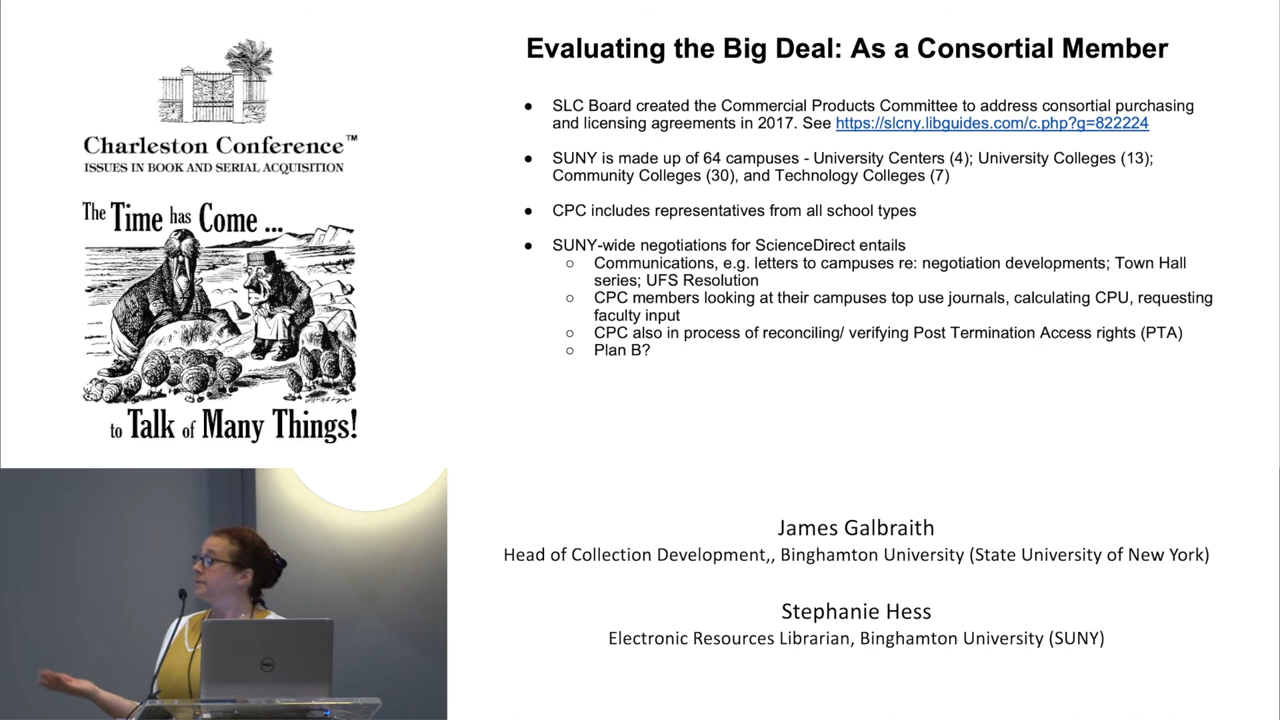 Charleston Conference™
ISSUES IN BOOK AND SERIAL ACQUISITION
The Time has Come ...
to Talk of Many Things!
Evaluating the Big Deal: As a Consortial Member
● SLC Board created the Commercial Products Committee to address consortial purchasing
and licensing agreements in 2017. See https://slcny.libguides.com/c.php?g=822224
● SUNY is made up of 64 campuses - University Centers (4); University Colleges (13);
Community Colleges (30), and Technology Colleges (7)
● CPC includes representatives from all school types
● SUNY-wide negotiations for ScienceDirect entails
○ Communications, e.g. letters to campuses re: negotiation developments; Town Hall
series; UFS Resolution
○ CPC members looking at their campuses top use journals, calculating CPU, requesting
faculty input
○ CPC also in process of reconciling/ verifying Post Termination Access rights (PTA)
○ Plan B?
James Galbraith
Head of Collection Development,, Binghamton University (State University of New York)
Stephanie Hess
Electronic Resources Librarian, Binghamton University (SUNY)
DELL